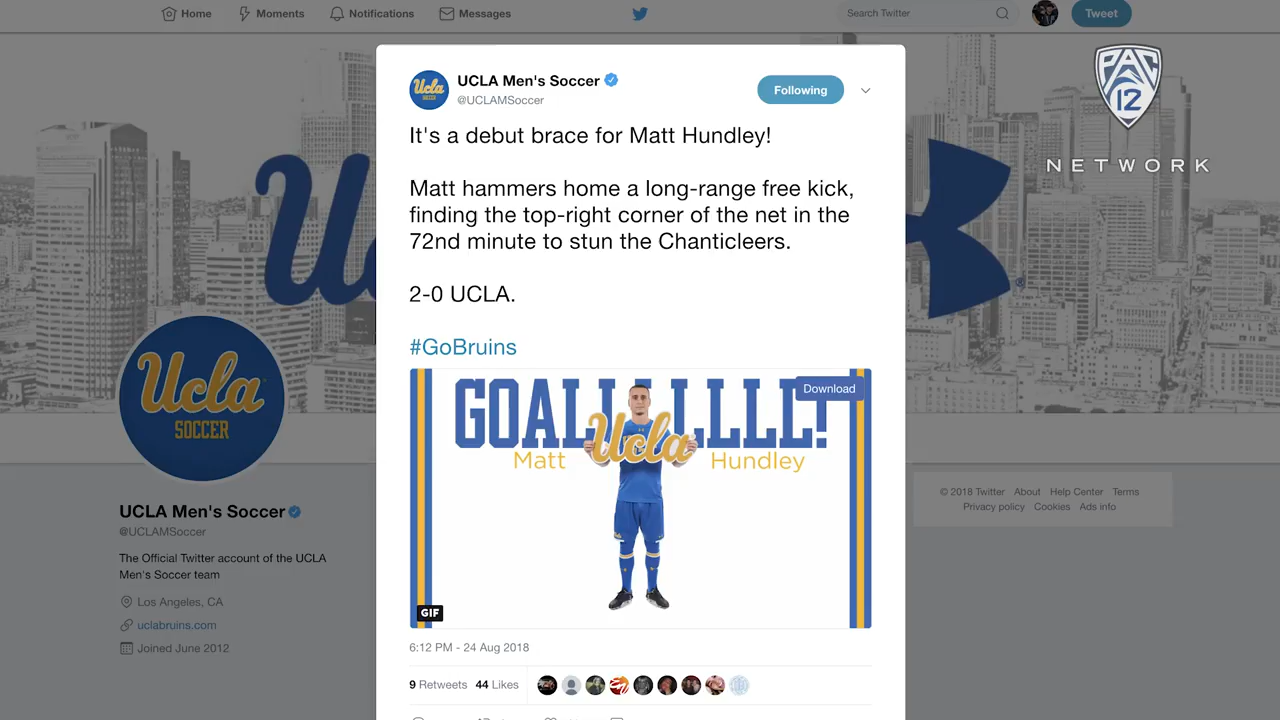 Home
Moments
Notifications
Messages
Search Twitter
Tweet
PAC
12
NETWORK
UCLA Men's Soccer
@UCLAMSoccer
Following
It's a debut brace for Matt Hundley!
Matt hammers home a long-range free kick,
finding the top-right corner of the net in the
72nd minute to stun the Chanticleers.
2-0 UCLA.
#GoBruins
Download
Ucla
Matt Hundley
GIF
6:12 PM - 24 Aug 2018
9 Retweets 44 Likes
Ucla
SOCCER
UCLA Men's Soccer
@UCLAMSoccer
The Official Twitter account of the UCLA
Men's Soccer team
Los Angeles, CA
uclabruins.com
Joined June 2012
© 2018 Twitter About Help Center Terms
Privacy policy Cookies Ads info